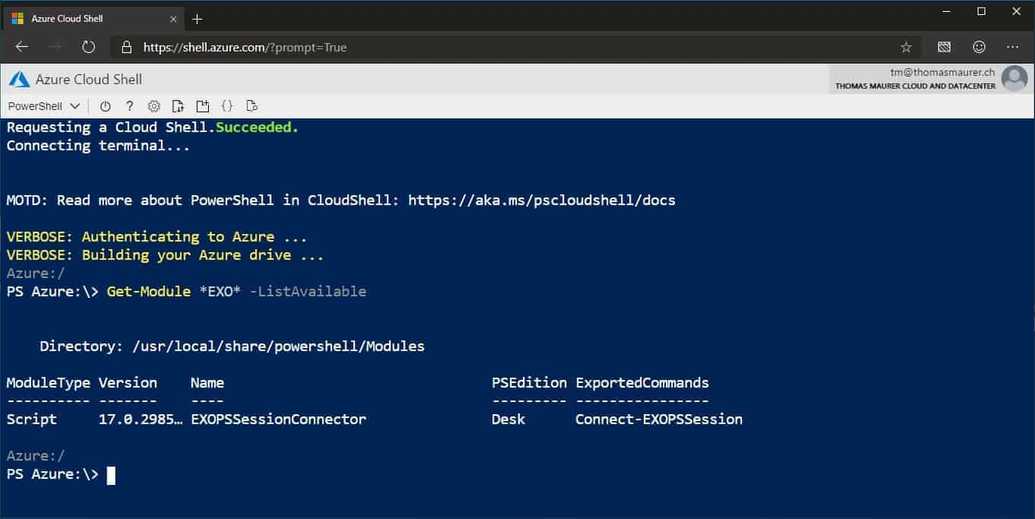 Azure Cloud Shell
https://shell.azure.com/?prompt=True
Azure Cloud Shell
tm@thomasmaurer.ch
THOMAS MAURER CLOUD AND DATACENTER
PowerShell
Requesting a Cloud Shell.Succeeded.
Connecting terminal...
MOTD: Read more about PowerShell in CloudShell: https://aka.ms/pscloudshell/docs
VERBOSE: Authenticating to Azure ...
VERBOSE: Building your Azure drive ...
Azure:/
PS Azure:\> Get-Module *EXO* -ListAvailable
Directory: /usr/local/share/powershell/Modules
ModuleType Version Name PSEdition ExportedCommands
---------- ------- ---- --------- ----------------
Script 17.0.2985… EXOPSSessionConnector Desk Connect-EXOPSSession
Azure:/
PS Azure:\>